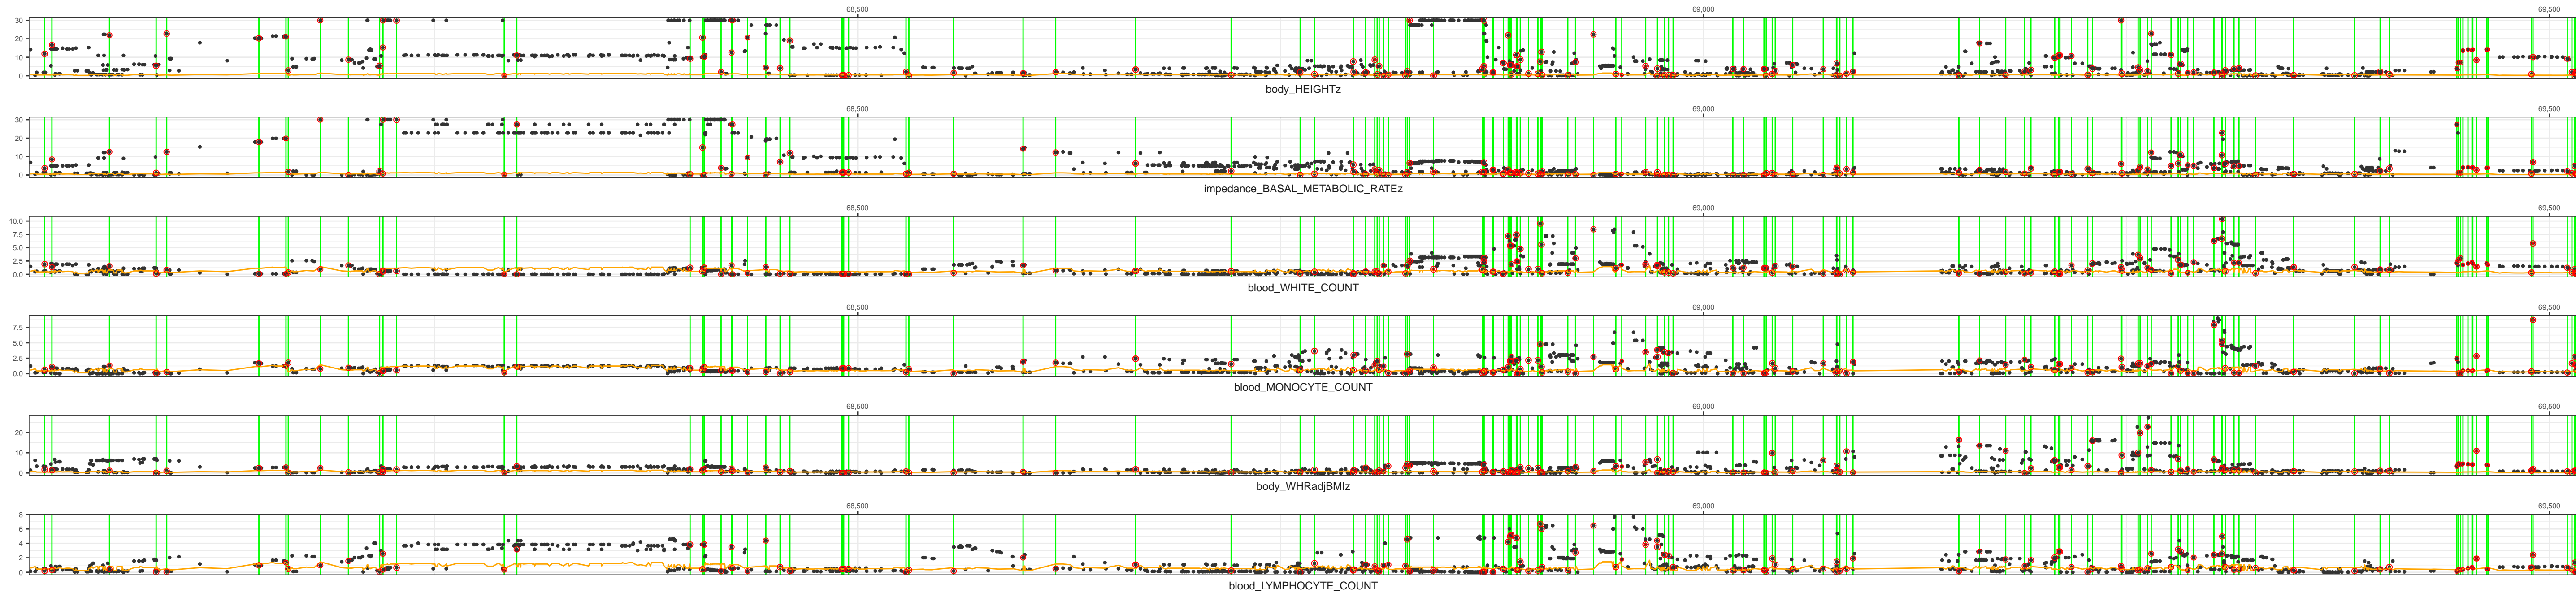 68,500 69,000 69,500
30
20
10
0
body_HEIGHTz
68,500 69,000 69,500
30
20
10
0
impedance_BASAL_METABOLIC_RATEz
68,500 69,000 69,500
10.0
7.5
5.0
2.5
0.0
blood_WHITE_COUNT
68,500 69,000 69,500
7.5
5.0
2.5
0.0
blood_MONOCYTE_COUNT
68,500 69,000 69,500
20
10
0
body_WHRadjBMIz
68,500 69,000 69,500
8
6
4
2
0
blood_LYMPHOCYTE_COUNT